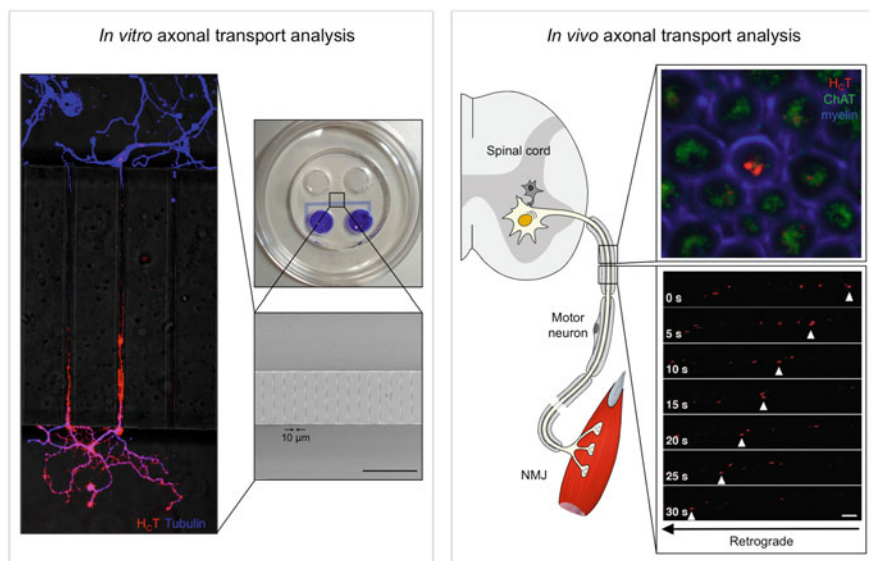 In vitro axonal transport analysis
HCT Tubulin
10 µm
In vivo axonal transport analysis
Spinal cord
Motor
neuron
NMJ
HCT
ChAT
myelin
0 s
5 s
10 s
15 s
20 s
25 s
30 s
Retrograde